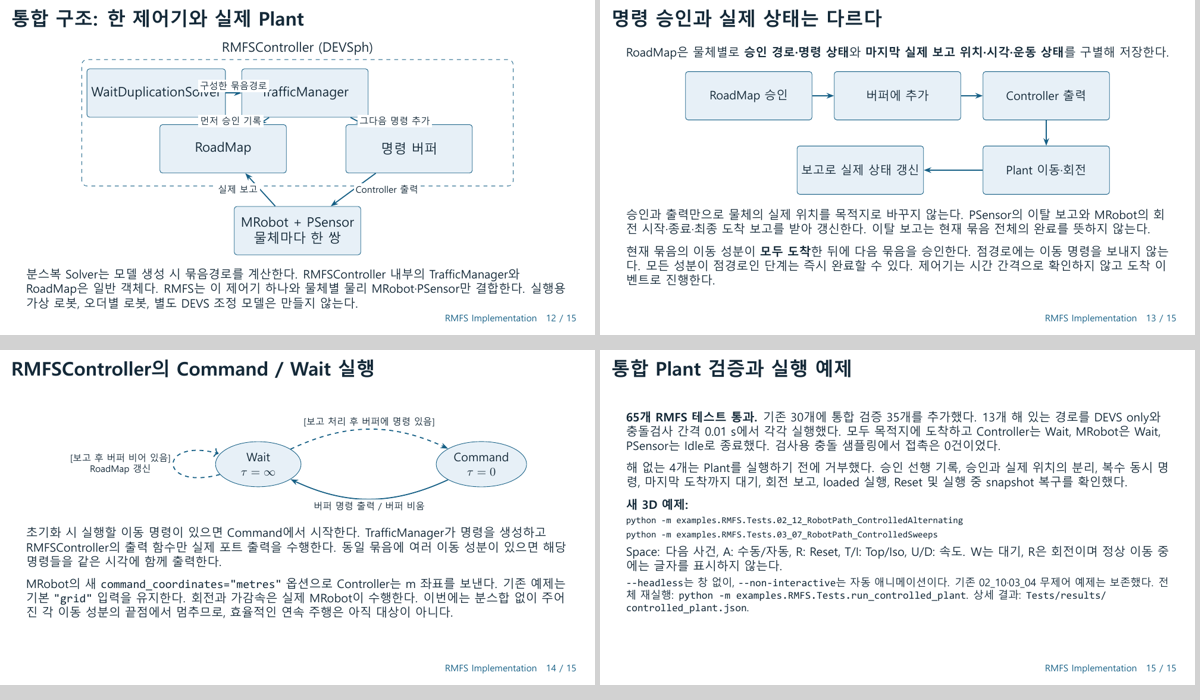 통합 구조: 한 제어기와 실제 Plant
RMFSController (DEVSph)
WaitDuplicationSolver
구성한 묶음경로
TrafficManager
먼저 승인 기록
그다음 명령 추가
RoadMap
명령 버퍼
실제 보고
Controller 출력
MRobot + PSensor
물체마다 한 쌍
분스복 Solver는 모델 생성 시 묶음경로를 계산한다. RMFSController 내부의 TrafficManager와
RoadMap은 일반 객체다. RMFS는 이 제어기 하나와 물체별 물리 MRobot·PSensor만 결합한다. 실행용
가상 로봇, 오더별 로봇, 별도 DEVS 조정 모델은 만들지 않는다.
RMFS Implementation 12 / 15
명령 승인과 실제 상태는 다르다
RoadMap은 물체별로 승인 경로·명령 상태와 마지막 실제 보고 위치·시각·운동 상태를 구별해 저장한다.
RoadMap 승인
버퍼에 추가
Controller 출력
보고로 실제 상태 갱신
Plant 이동·회전
승인과 출력만으로 물체의 실제 위치를 목적지로 바꾸지 않는다. PSensor의 이탈 보고와 MRobot의 회
전 시작·종료·최종 도착 보고를 받아 갱신한다. 이탈 보고는 현재 묶음 전체의 완료를 뜻하지 않는다.
현재 묶음의 이동 성분이 모두 도착한 뒤에 다음 묶음을 승인한다. 점경로에는 이동 명령을 보내지 않는
다. 모든 성분이 점경로인 단계는 즉시 완료할 수 있다. 제어기는 시간 간격으로 확인하지 않고 도착 이
벤트로 진행한다.
RMFS Implementation 13 / 15
RMFSController의 Command / Wait 실행
[보고 처리 후 버퍼에 명령 있음]
[보고 후 버퍼 비어 있음]
RoadMap 갱신
Wait
τ = ∞
Command
τ = 0
버퍼 명령 출력 / 버퍼 비움
초기화 시 실행할 이동 명령이 있으면 Command에서 시작한다. TrafficManager가 명령을 생성하고
RMFSController의 출력 함수만 실제 포트 출력을 수행한다. 동일 묶음에 여러 이동 성분이 있으면 해당
명령들을 같은 시각에 함께 출력한다.
MRobot의 새 command_coordinates="metres" 옵션으로 Controller는 m 좌표를 보낸다. 기존 예제는
기본 "grid" 입력을 유지한다. 회전과 가감속은 실제 MRobot이 수행한다. 이번에는 분스합 없이 주어
진 각 이동 성분의 끝점에서 멈추므로, 효율적인 연속 주행은 아직 대상이 아니다.
RMFS Implementation 14 / 15
통합 Plant 검증과 실행 예제
65개 RMFS 테스트 통과. 기존 30개에 통합 검증 35개를 추가했다. 13개 해 있는 경로를 DEVS only와
충돌검사 간격 0.01 s에서 각각 실행했다. 모두 목적지에 도착하고 Controller는 Wait, MRobot은 Wait,
PSensor는 Idle로 종료했다. 검사용 충돌 샘플링에서 접촉은 0건이었다.
해 없는 4개는 Plant를 실행하기 전에 거부했다. 승인 선행 기록, 승인과 실제 위치의 분리, 복수 동시 명
령, 마지막 도착까지 대기, 회전 보고, loaded 실행, Reset 및 실행 중 snapshot 복구를 확인했다.
새 3D 예제:
python -m examples.RMFS.Tests.02_12_RobotPath_ControlledAlternating
python -m examples.RMFS.Tests.03_07_RobotPath_ControlledSweeps
Space: 다음 사건, A: 수동/자동, R: Reset, T/I: Top/Iso, U/D: 속도. W는 대기, R은 회전이며 정상 이동 중
에는 글자를 표시하지 않는다.
--headless는 창 없이, --non-interactive는 자동 애니메이션이다. 기존 02_10·03_04 무제어 예제는 보존했다. 전
체 재실행: python -m examples.RMFS.Tests.run_controlled_plant. 상세 결과: Tests/results/
controlled_plant.json.
RMFS Implementation 15 / 15